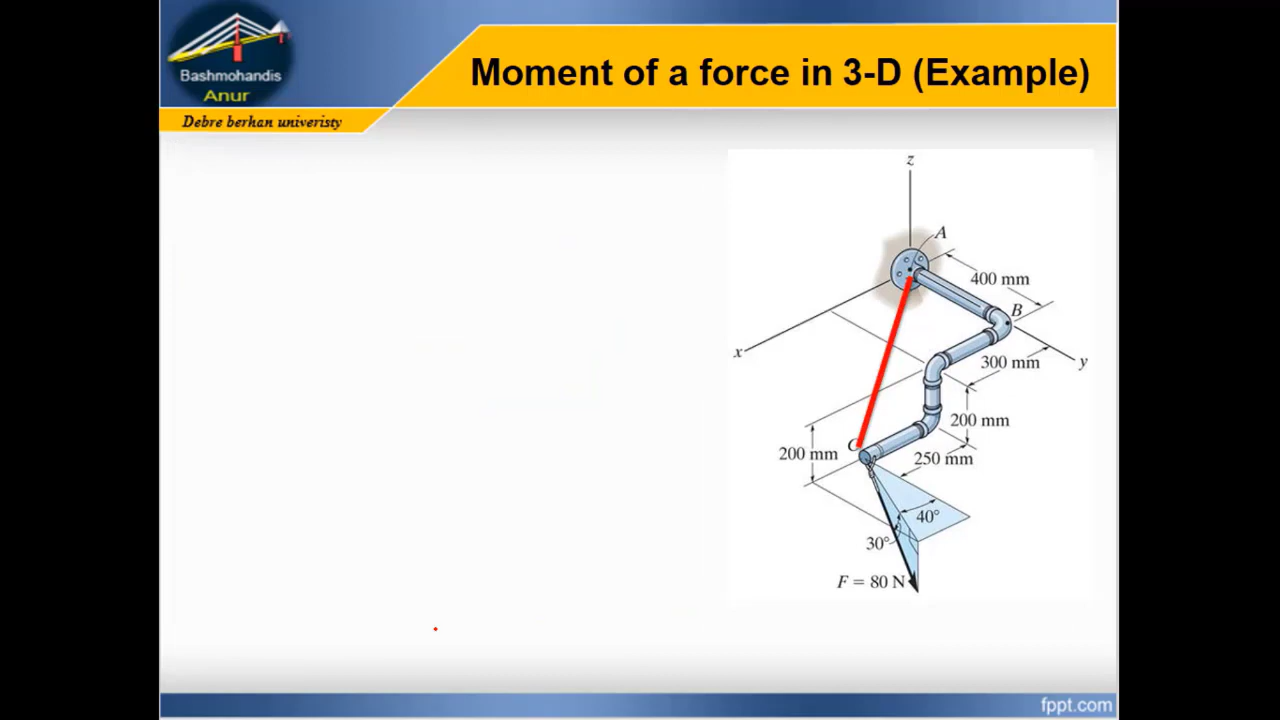 Bashmohandis
Anur
Moment of a force in 3-D (Example)
Debre berhan univeristy
z
A
400 mm
B
x
y
300 mm
200 mm
C
200 mm
250 mm
40°
30°
F = 80 N
fppt.com